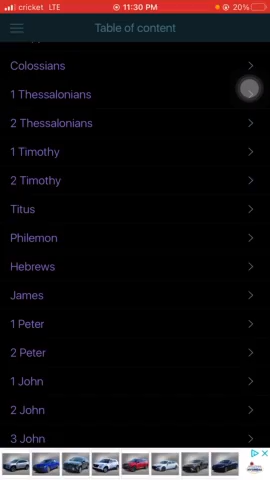 cricket LTE 11:30 PM 20%
Table of content
Colossians
1 Thessalonians
2 Thessalonians
1 Timothy
2 Timothy
Titus
Philemon
Hebrews
James
1 Peter
2 Peter
1 John
2 John
3 John